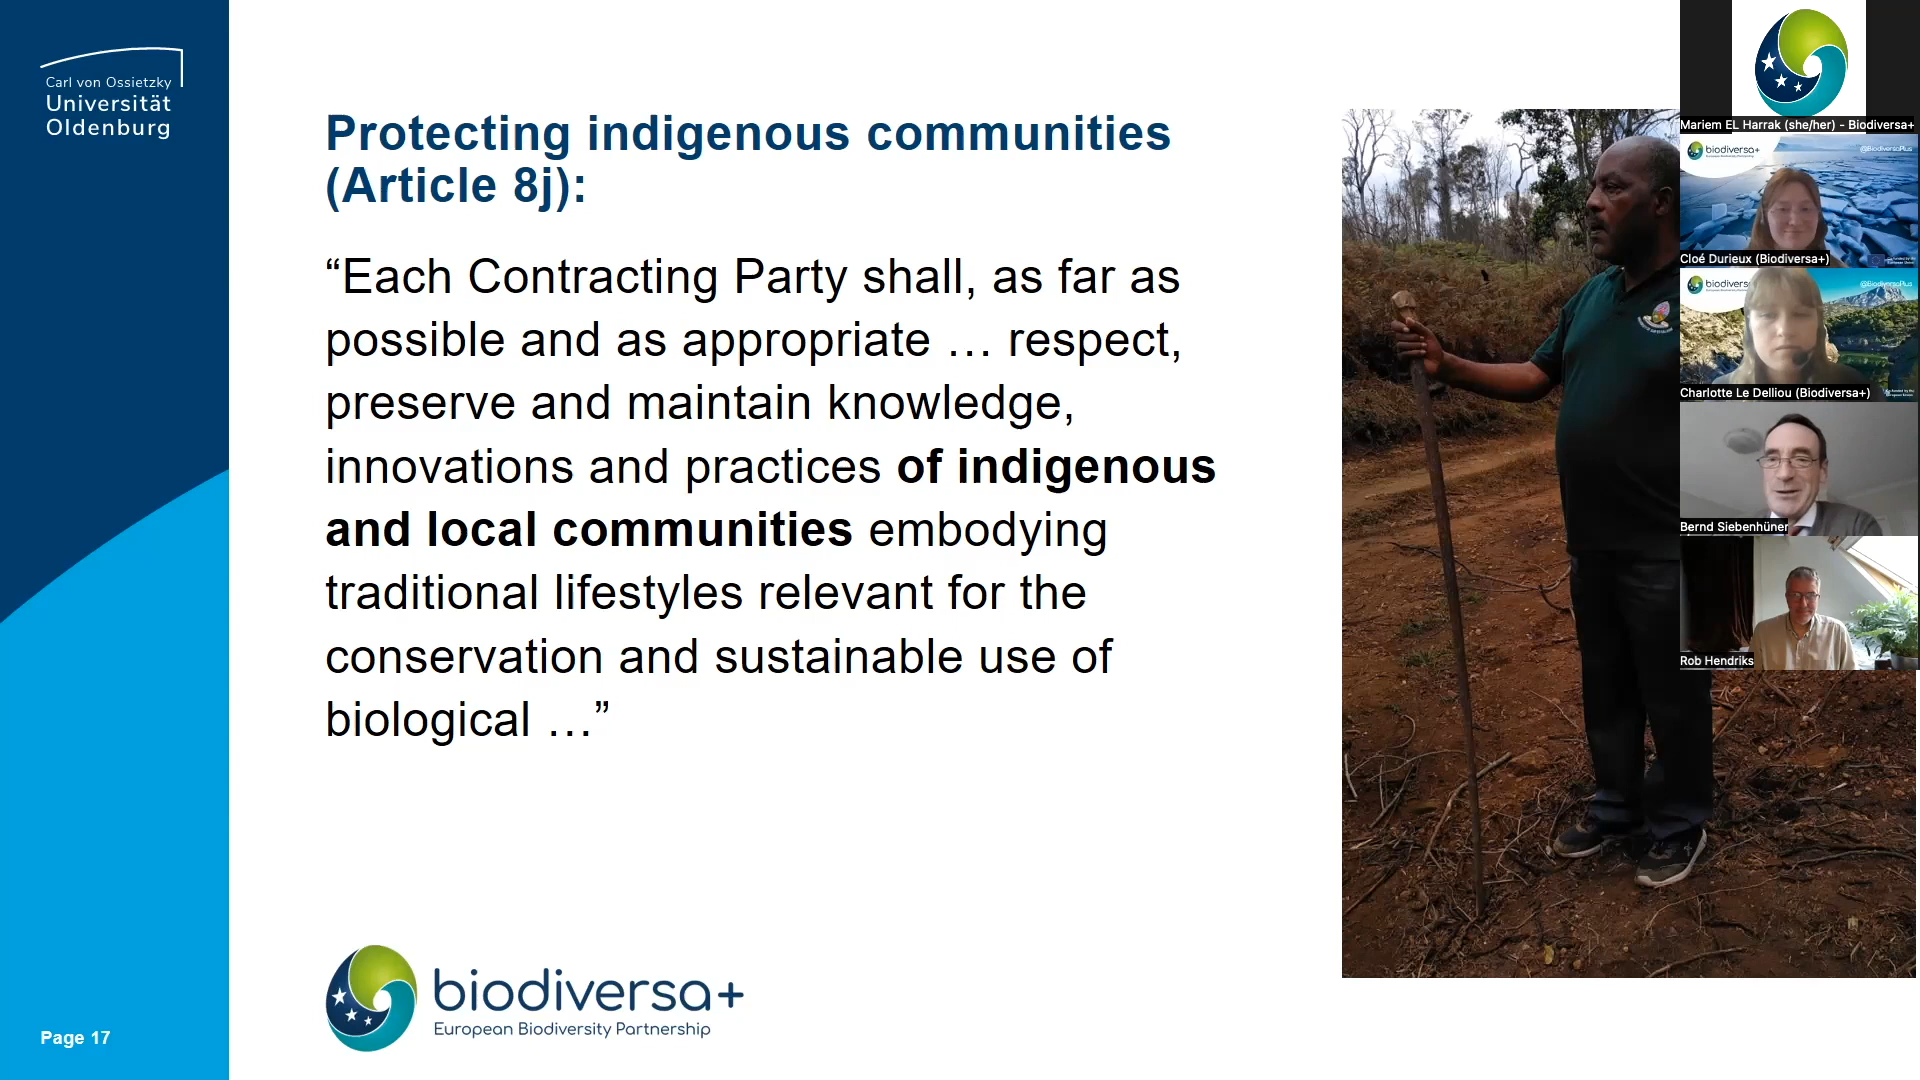 Carl von Ossietzky
Universität
Oldenburg
Protecting indigenous communities
(Article 8j):
“Each Contracting Party shall, as far as
possible and as appropriate … respect,
preserve and maintain knowledge,
innovations and practices of indigenous
and local communities embodying
traditional lifestyles relevant for the
conservation and sustainable use of
biological …”
biodiversa+
European Biodiversity Partnership
Page 17
Mariem EL Harrak (she/her) - Biodiversa+
biodiversa+
@BiodiversaPlus
Cloé Durieux (Biodiversa+)
@BiodiversaPlus
Charlotte Le Delliou (Biodiversa+)
Bernd Siebenhüner
Rob Hendriks